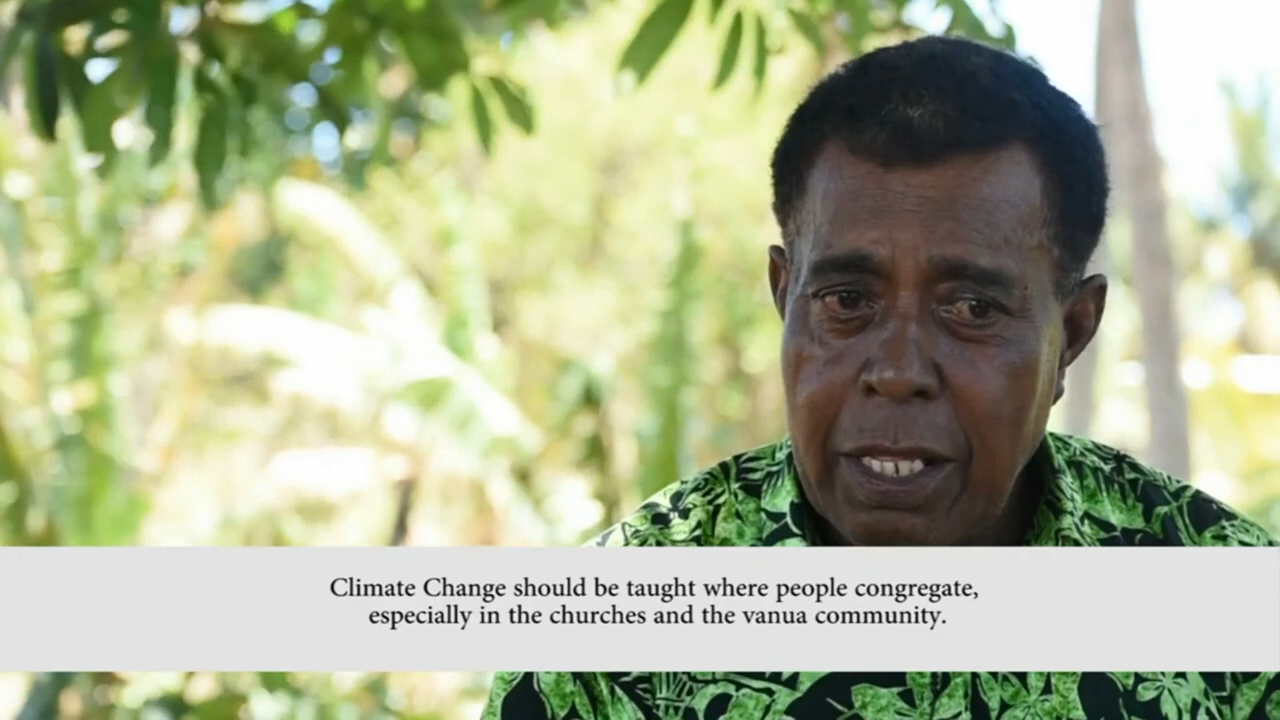 Climate Change should be taught where people congregate,
especially in the churches and the vanua community.